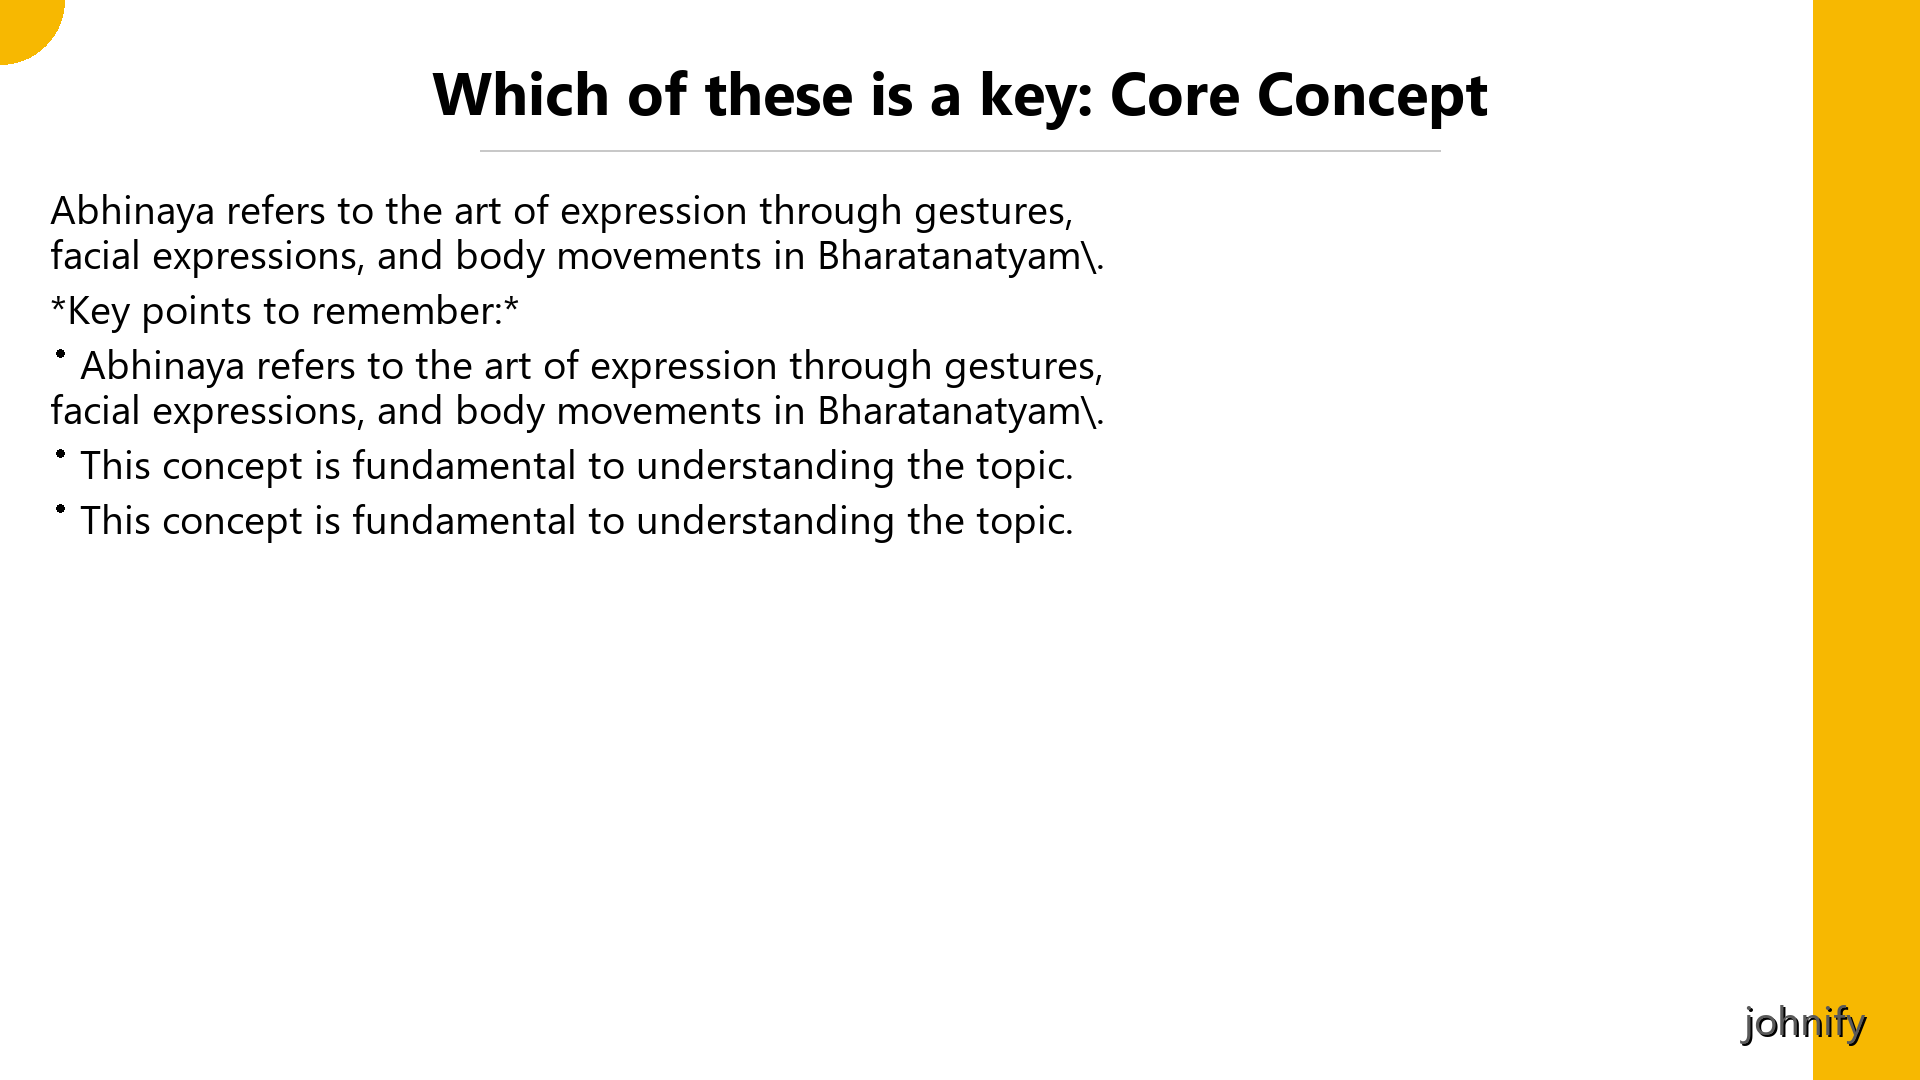 Which of these is a key: Core Concept
Abhinaya refers to the art of expression through gestures,
facial expressions, and body movements in Bharatanatyam\.
*Key points to remember:*
• Abhinaya refers to the art of expression through gestures,
facial expressions, and body movements in Bharatanatyam\.
• This concept is fundamental to understanding the topic.
• This concept is fundamental to understanding the topic.
johnify